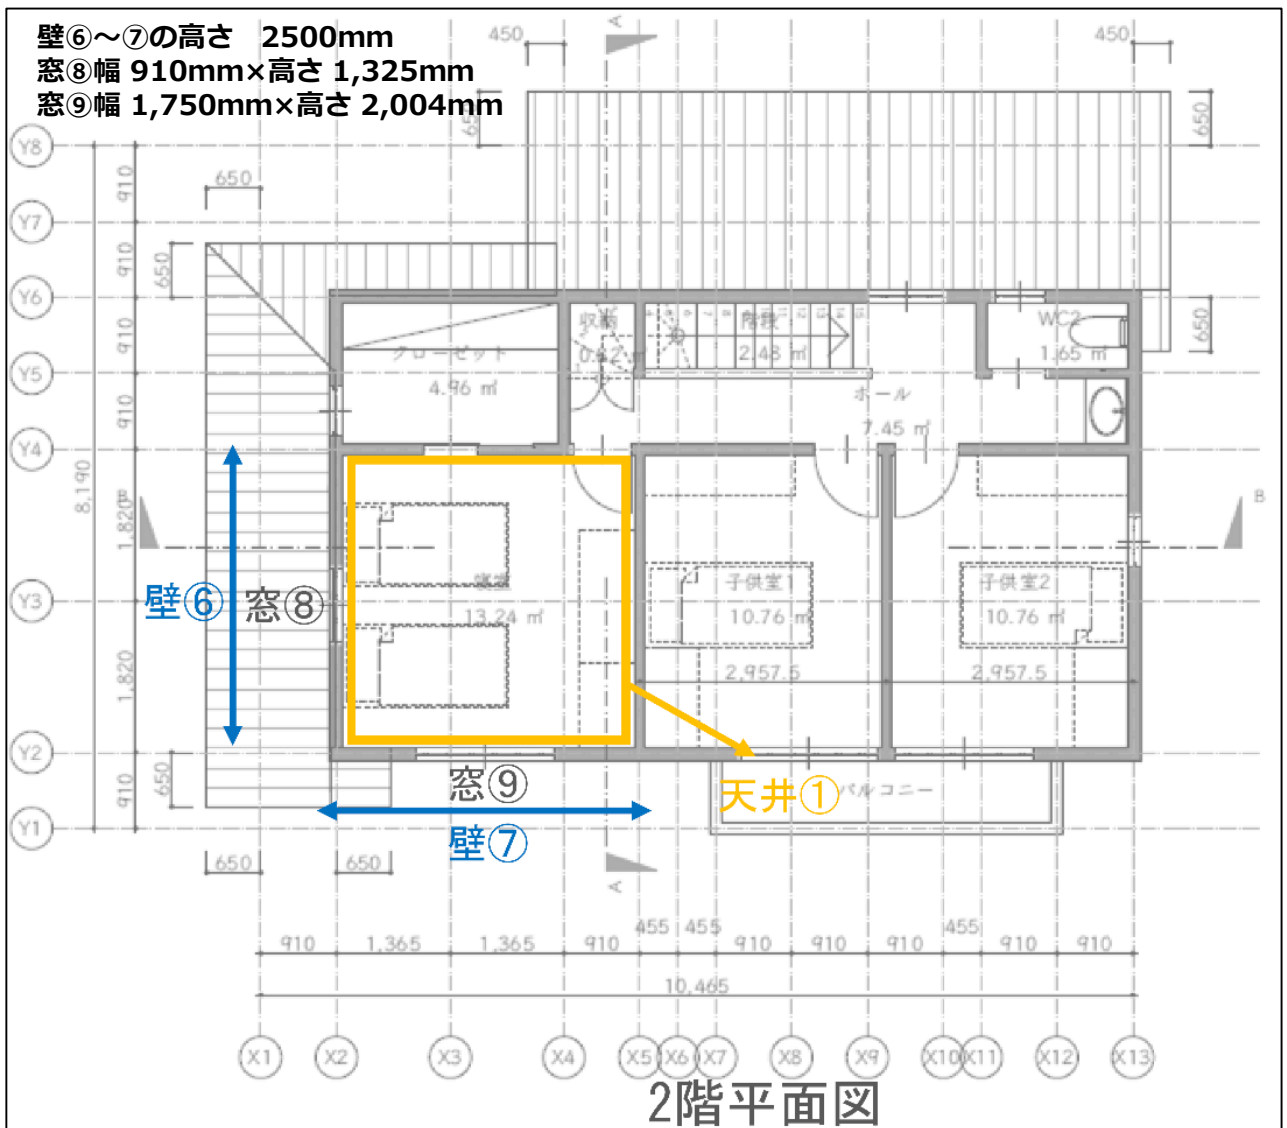 壁⑥～⑦の高さ 2500mm
窓⑧幅 910mm×高さ 1,325mm
窓⑨幅 1,750mm×高さ 2,004mm
A
450
450
650
650
Y8
910
650
Y7
910
650
Y6
910
650
収納
階段
2.48 ㎡
WC2
1.65 ㎡
クローゼット
4.96 ㎡
Y5
910
ホール
7.45 ㎡
Y4
8,190
1,820
B
壁⑥
窓⑧
寝室
13.24 ㎡
子供室1
10.76 ㎡
子供室2
10.76 ㎡
Y3
1,820
2,957.5
2,957.5
Y2
910
650
窓⑨
天井①
バルコニー
Y1
壁⑦
650
650
A
455 455
455
910
1,365
1,365
910
910
910
910
910
910
10,465
X1
X2
X3
X4
X5
X6
X7
X8
X9
X10
X11
X12
X13
2階平面図